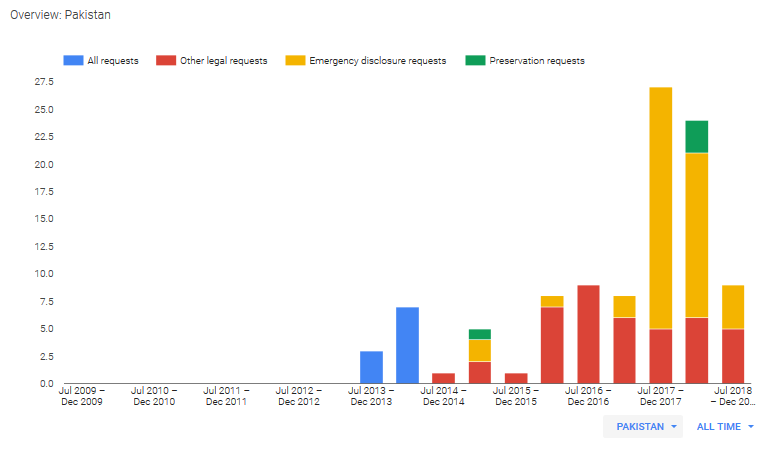 Overview: Pakistan
All requests Other legal requests Emergency disclosure requests Preservation requests
27.5
25.0
22.5
20.0
17.5
15.0
12.5
10.0
7.5
5.0
2.5
0.0
Jul 2009 – Jul 2010 – Jul 2011 – Jul 2012 – Jul 2013 – Jul 2014 – Jul 2015 – Jul 2016 – Jul 2017 – Jul 2018
Dec 2009 Dec 2010 Dec 2011 Dec 2012 Dec 2013 Dec 2014 Dec 2015 Dec 2016 Dec 2017 – Dec 20...
PAKISTAN ALL TIME